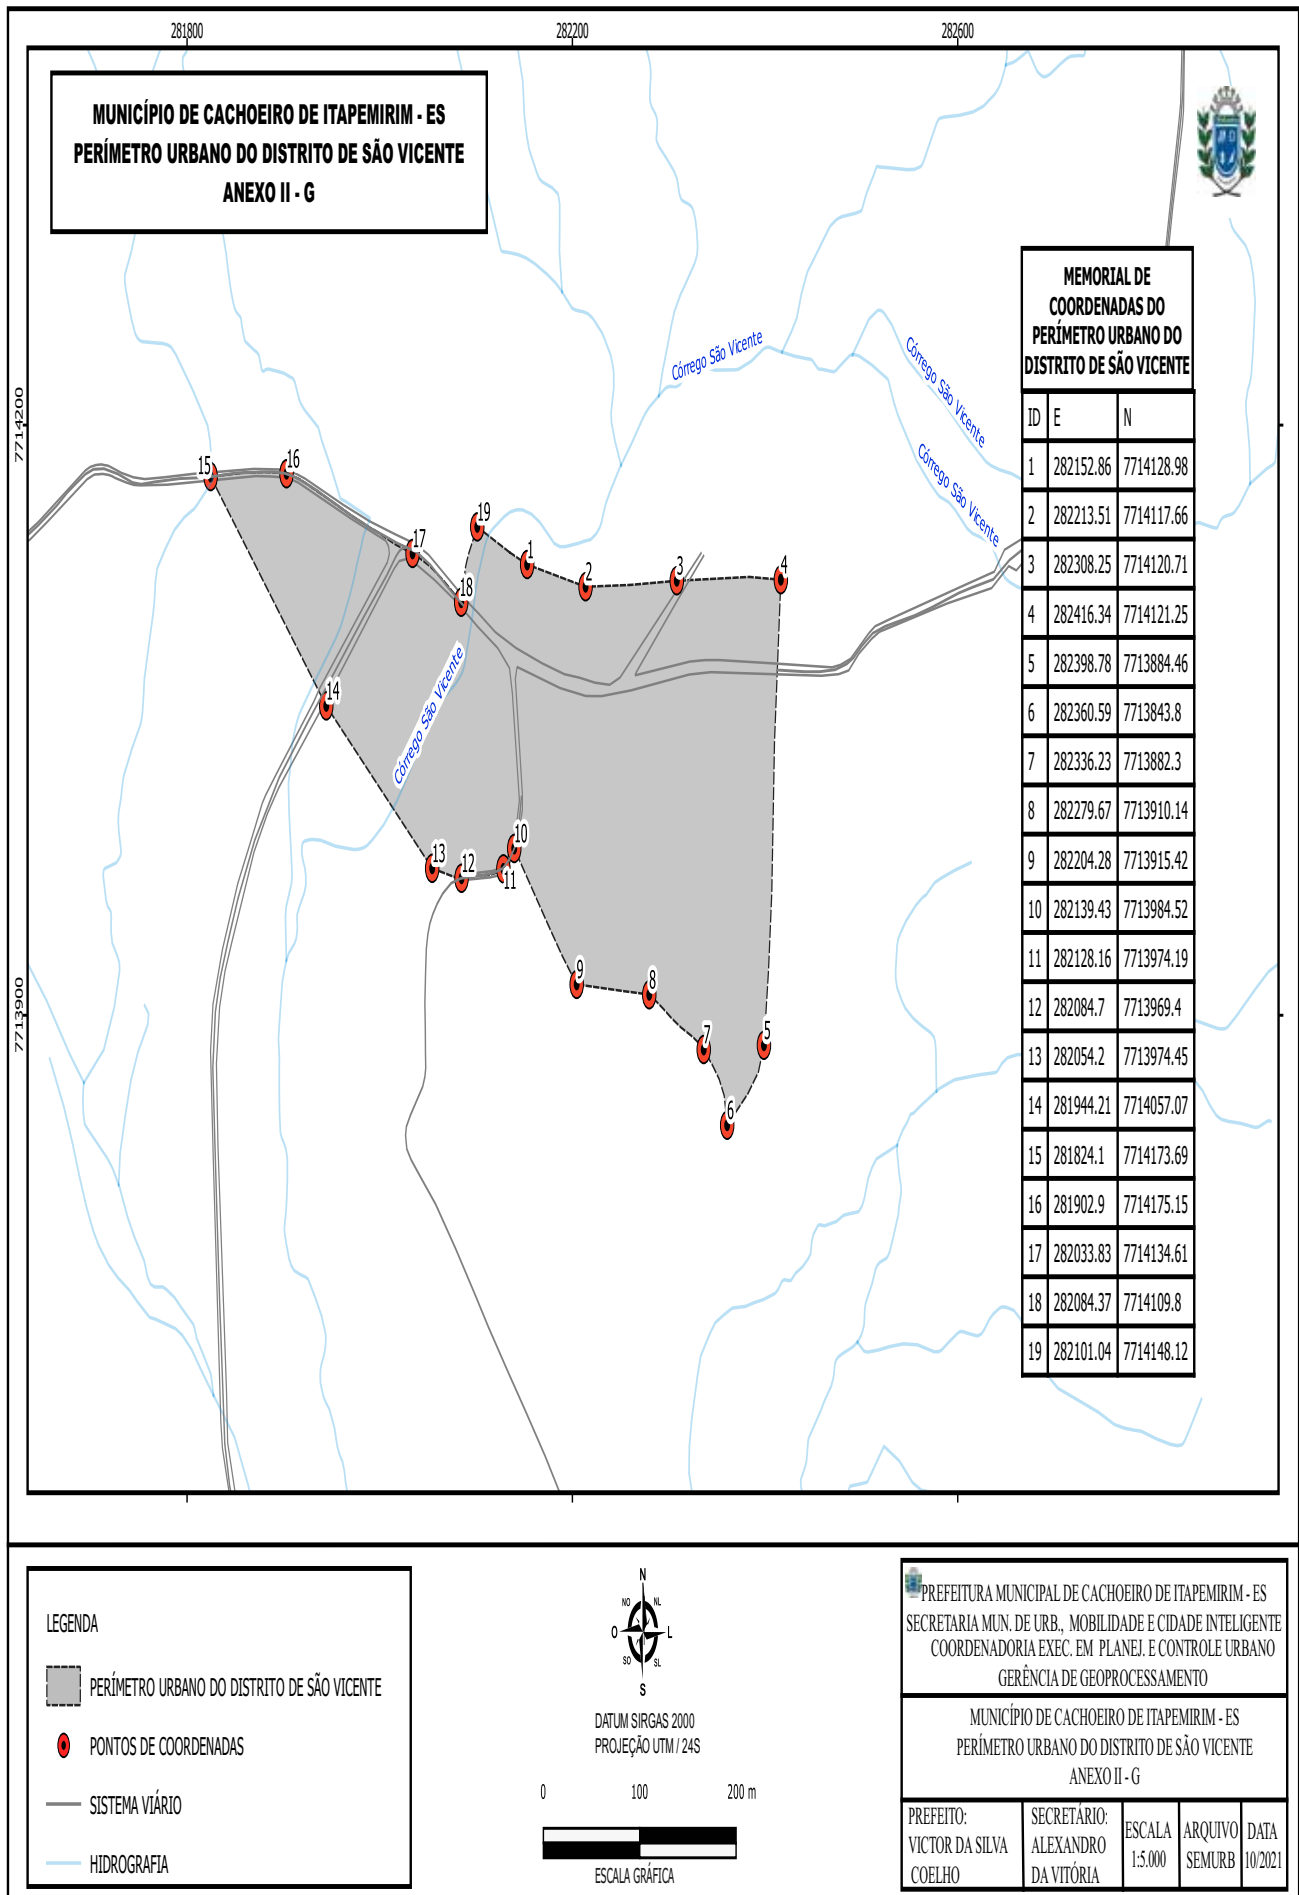 281800
282200
282600
MUNICÍPIO DE CACHOEIRO DE ITAPEMIRIM - ES
PERÍMETRO URBANO DO DISTRITO DE SÃO VICENTE
ANEXO II - G
7714200
7713900
Córrego São Vicente
Córrego São Vicente
Córrego São Vicente
Córrego São Vicente
15
16
17
18
19
1
2
3
4
14
13
12
11
10
9
8
7
6
5
MEMORIAL DE
COORDENADAS DO
PERÍMETRO URBANO DO
DISTRITO DE SÃO VICENTE
ID E N
1 282152.86 7714128.98
2 282213.51 7714117.66
3 282308.25 7714120.71
4 282416.34 7714121.25
5 282398.78 7713884.46
6 282360.59 7713843.8
7 282336.23 7713882.3
8 282279.67 7713910.14
9 282204.28 7713915.42
10 282139.43 7713984.52
11 282128.16 7713974.19
12 282084.7 7713969.4
13 282054.2 7713974.45
14 281944.21 7714057.07
15 281824.1 7714173.69
16 281902.9 7714175.15
17 282033.83 7714134.61
18 282084.37 7714109.8
19 282101.04 7714148.12
LEGENDA
PERÍMETRO URBANO DO DISTRITO DE SÃO VICENTE
PONTOS DE COORDENADAS
SISTEMA VIÁRIO
HIDROGRAFIA
N
NO NL
O L
SO SL
S
DATUM SIRGAS 2000
PROJEÇÃO UTM / 24S
0 100 200 m
ESCALA GRÁFICA
PREFEITURA MUNICIPAL DE CACHOEIRO DE ITAPEMIRIM - ES
SECRETARIA MUN. DE URB., MOBILIDADE E CIDADE INTELIGENTE
COORDENADORIA EXEC. EM PLANEJ. E CONTROLE URBANO
GERÊNCIA DE GEOPROCESSAMENTO
MUNICÍPIO DE CACHOEIRO DE ITAPEMIRIM - ES
PERÍMETRO URBANO DO DISTRITO DE SÃO VICENTE
ANEXO II - G
PREFEITO:
VICTOR DA SILVA
COELHO
SECRETÁRIO:
ALEXANDRO
DA VITÓRIA
ESCALA
1:5.000
ARQUIVO
SEMURB
DATA
10/2021